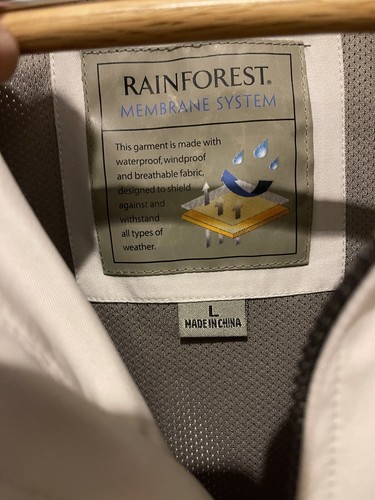 RAINFOREST®
MEMBRANE SYSTEM
This garment is made with
waterproof, windproof
and breathable fabric,
designed to shield
against and
withstand
all types of
weather.
L
MADE IN CHINA